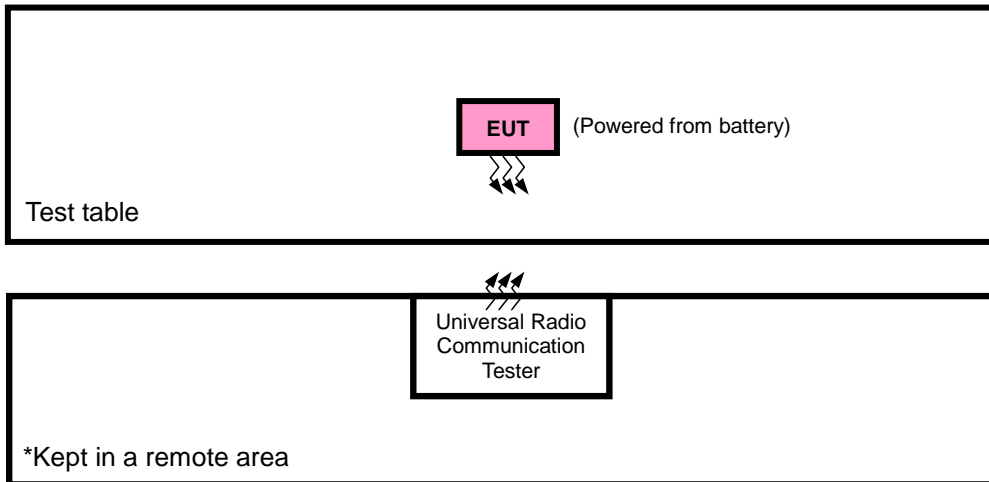 EUT
(Powered from battery)
Test table
Universal Radio
Communication
Tester
*Kept in a remote area